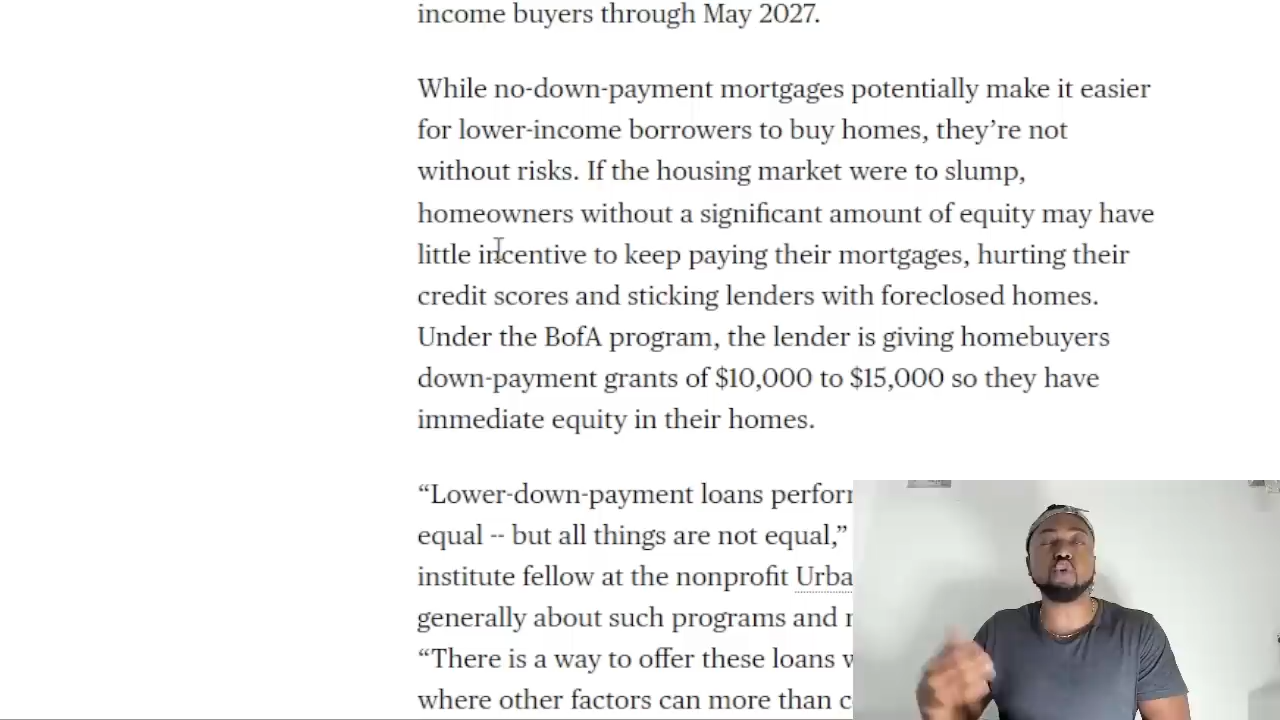 income buyers through May 2027.
While no-down-payment mortgages potentially make it easier
for lower-income borrowers to buy homes, they’re not
without risks. If the housing market were to slump,
homeowners without a significant amount of equity may have
little incentive to keep paying their mortgages, hurting their
credit scores and sticking lenders with foreclosed homes.
Under the BofA program, the lender is giving homebuyers
down-payment grants of $10,000 to $15,000 so they have
immediate equity in their homes.
“Lower-down-payment loans
equal -- but all things are not equal,”
institute fellow at the nonprofit
generally about such programs and
“There is a way to offer these loans
where other factors can more than